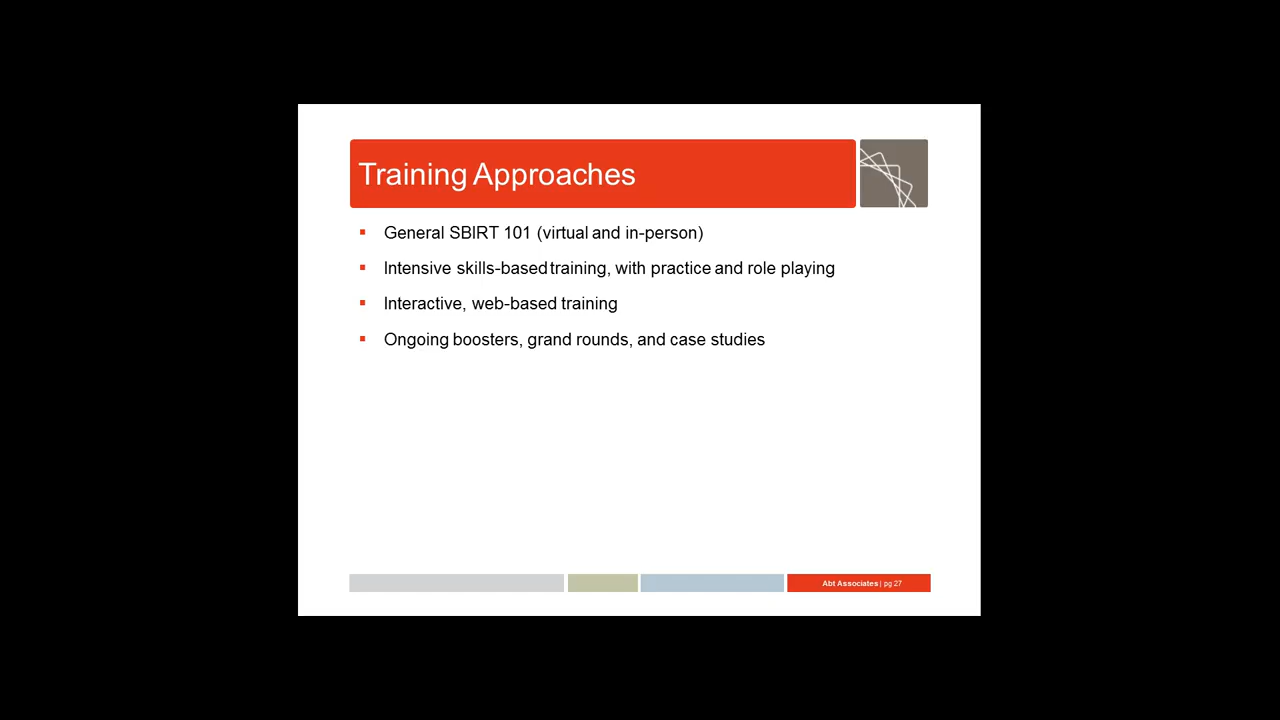 Training Approaches
General SBIRT 101 (virtual and in-person)
Intensive skills-based training, with practice and role playing
Interactive, web-based training
Ongoing boosters, grand rounds, and case studies
Abt Associates | pg 27